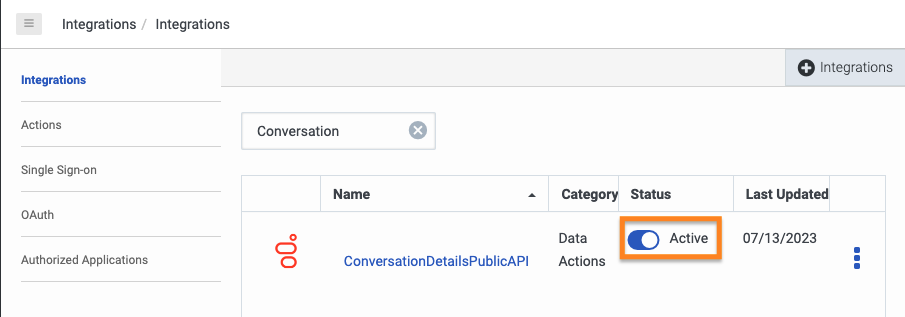 Integrations / Integrations
Integrations
Integrations
Actions
Single Sign-on
OAuth
Authorized Applications
Conversation
Name Category Status Last Updated
Data Active 07/13/2023
ConversationDetailsPublicAPI Actions